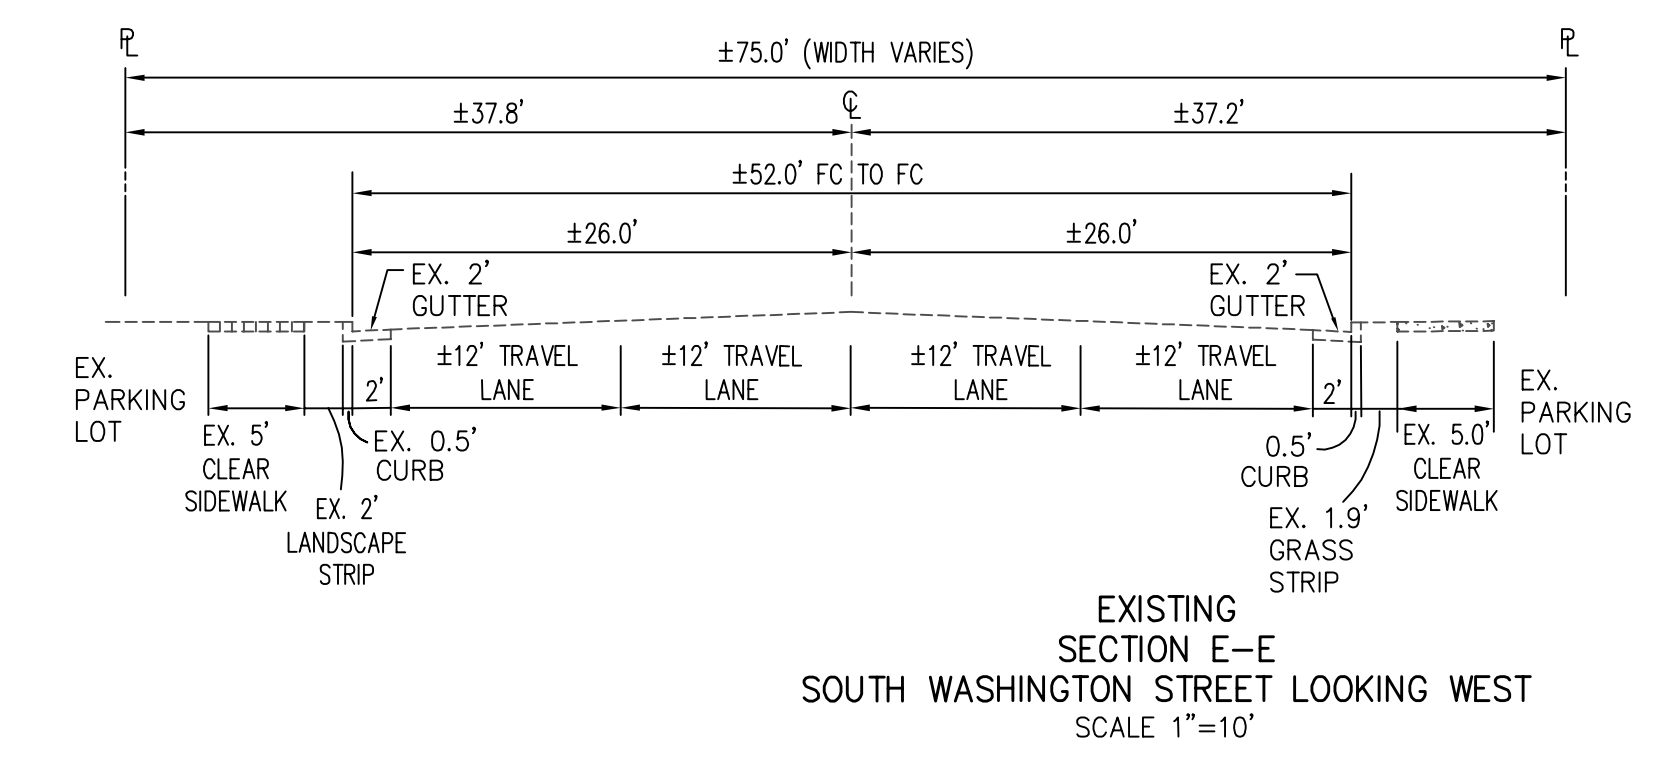 PL
PL
±75.0' (WIDTH VARIES)
±37.8'
CL
±37.2'
±52.0' FC TO FC
±26.0'
±26.0'
EX. 2'
GUTTER
EX. 2'
GUTTER
EX.
PARKING
LOT
±12' TRAVEL
LANE
±12' TRAVEL
LANE
±12' TRAVEL
LANE
±12' TRAVEL
LANE
2'
2'
EX.
PARKING
LOT
EX. 5'
CLEAR
SIDEWALK
EX. 0.5'
CURB
EX. 2'
LANDSCAPE
STRIP
0.5'
CURB
EX. 5.0'
CLEAR
SIDEWALK
EX. 1.9'
GRASS
STRIP
EXISTING
SECTION E-E
SOUTH WASHINGTON STREET LOOKING WEST
SCALE 1"=10'